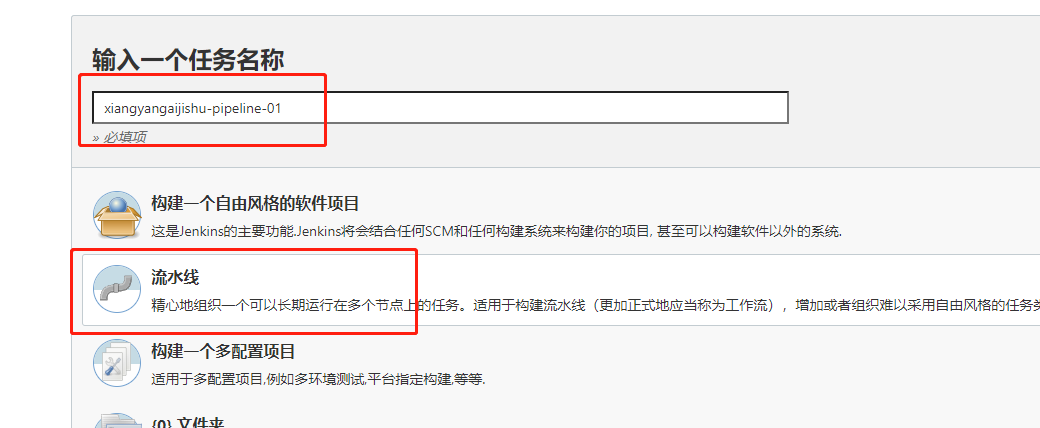 输入一个任务名称
xiangyangaijishu-pipeline-01
» 必填项
构建一个自由风格的软件项目
这是Jenkins的主要功能.Jenkins将会结合任何SCM和任何构建系统来构建你的项目, 甚至可以构建软件以外的系统.
流水线
精心地组织一个可以长期运行在多个节点上的任务。适用于构建流水线（更加正式地应当称为工作流），增加或者组织难以采用自由风格的任务类
构建一个多配置项目
适用于多配置项目,例如多环境测试,平台指定构建,等等.
{0} 文件夹